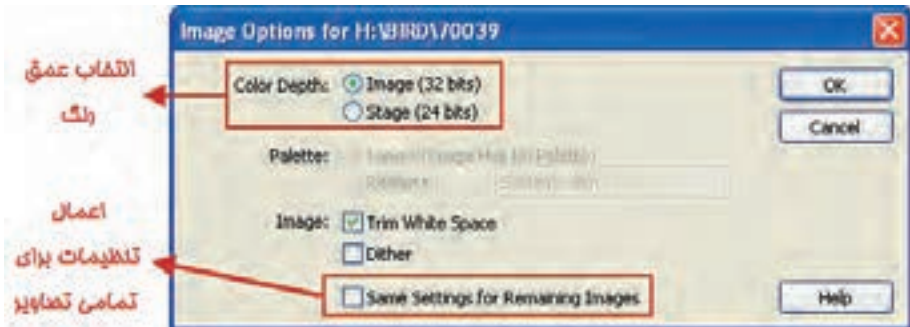 Image Options for H:\BIRD\70039
انتخاب عمق
رنگ
Color Depth: Image (32 bits)
Stage (24 bits)
OK
Cancel
Palette:
Image: Trim White Space
Dither
اعمال
تنظیمات برای
تمامی تصاویر
Same Settings for Remaining Images
Help